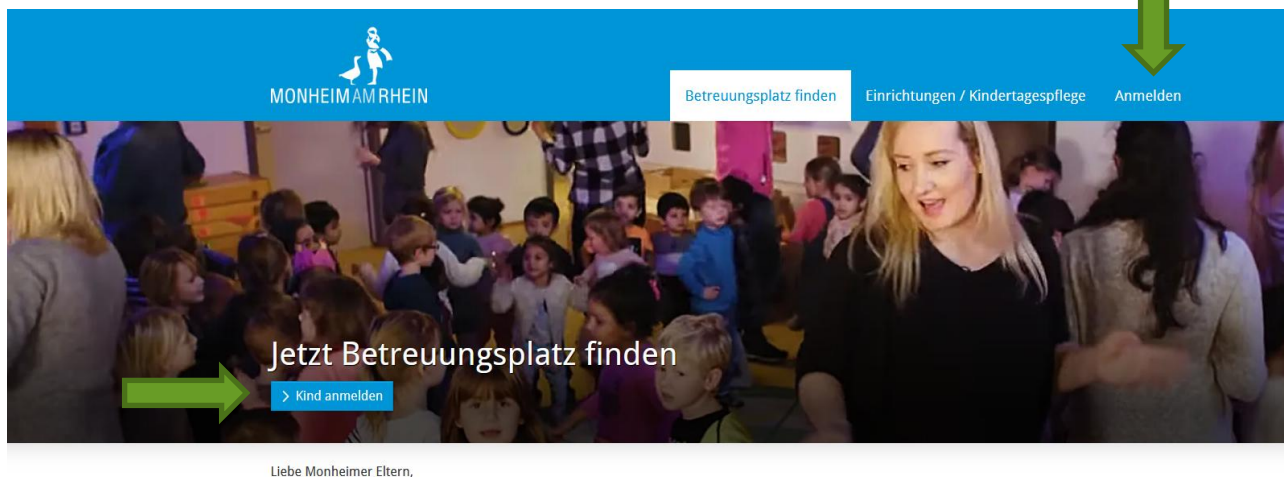 MONHEIM AM RHEIN
Betreuungsplatz finden
Einrichtungen / Kindertagespflege
Anmelden
Jetzt Betreuungsplatz finden
> Kind anmelden
Liebe Monheimer Eltern,